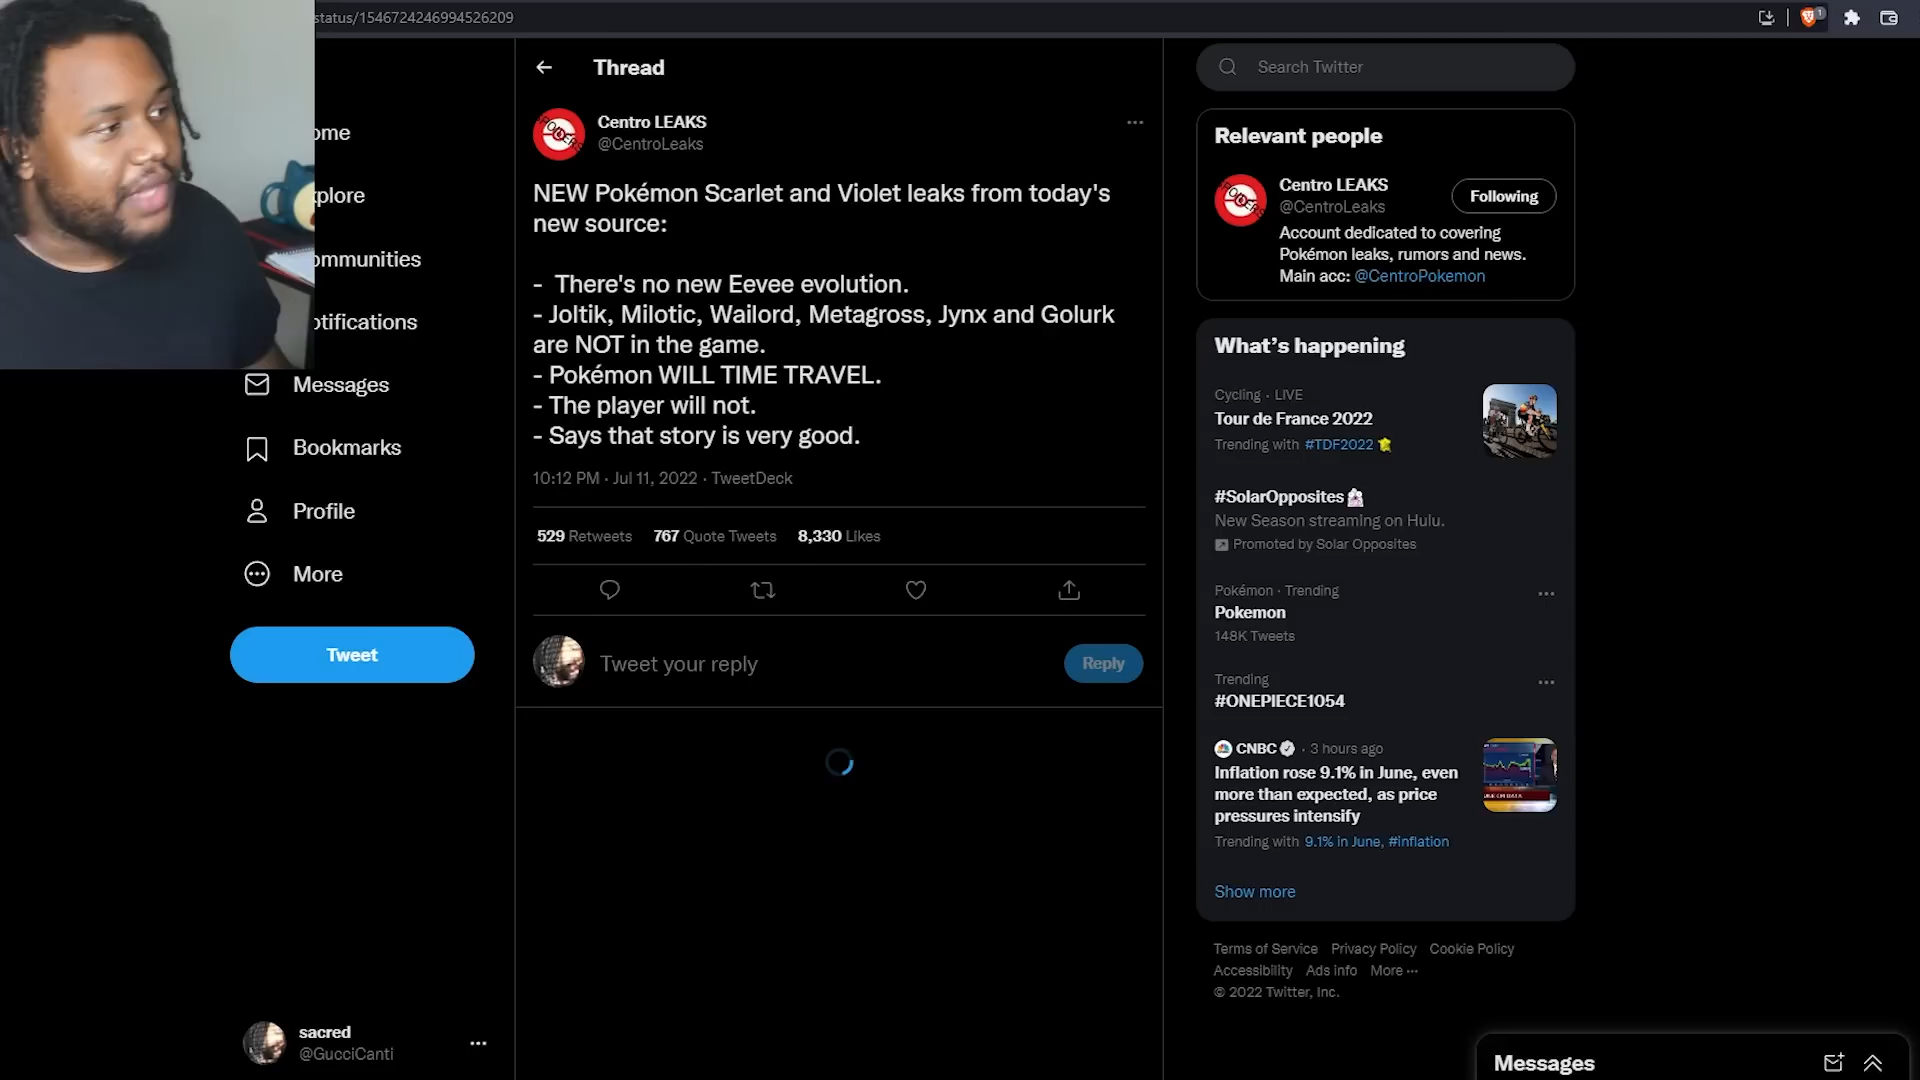 status/1546724246994526209
ome
plore
ommunities
otifications
Messages
Bookmarks
Profile
More
Tweet
sacred
@GucciCanti
Thread
Centro LEAKS
@CentroLeaks
NEW Pokémon Scarlet and Violet leaks from today's
new source:
- There's no new Eevee evolution.
- Joltik, Milotic, Wailord, Metagross, Jynx and Golurk
are NOT in the game.
- Pokémon WILL TIME TRAVEL.
- The player will not.
- Says that story is very good.
10:12 PM · Jul 11, 2022 · TweetDeck
529 Retweets 767 Quote Tweets 8,330 Likes
Tweet your reply
Reply
Search Twitter
Relevant people
Centro LEAKS
@CentroLeaks
Following
Account dedicated to covering
Pokémon leaks, rumors and news.
Main acc: @CentroPokemon
What's happening
Cycling · LIVE
Tour de France 2022
Trending with #TDF2022
#SolarOpposites
New Season streaming on Hulu.
Promoted by Solar Opposites
Pokémon · Trending
Pokemon
148K Tweets
Trending
#ONEPIECE1054
CNBC · 3 hours ago
Inflation rose 9.1% in June, even
more than expected, as price
pressures intensify
Trending with 9.1% in June, #inflation
Show more
Terms of Service Privacy Policy Cookie Policy
Accessibility Ads info More ···
© 2022 Twitter, Inc.
Messages